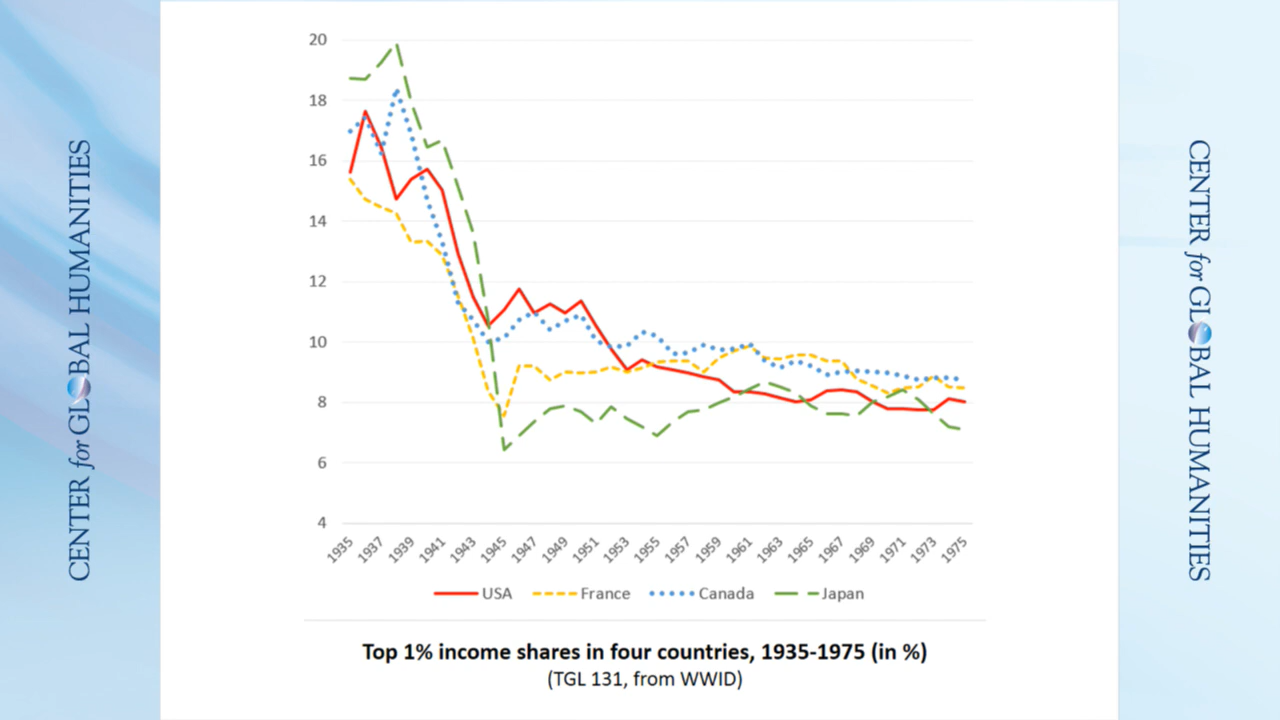 CENTER for GLOBAL HUMANITIES
20
18
16
14
12
10
8
6
4
1935 1937 1939 1941 1943 1945 1947 1949 1951 1953 1955 1957 1959 1961 1963 1965 1967 1969 1971 1973 1975
USA France Canada Japan
Top 1% income shares in four countries, 1935-1975 (in %)
(TGL 131, from WWID)
CENTER for GLOBAL HUMANITIES